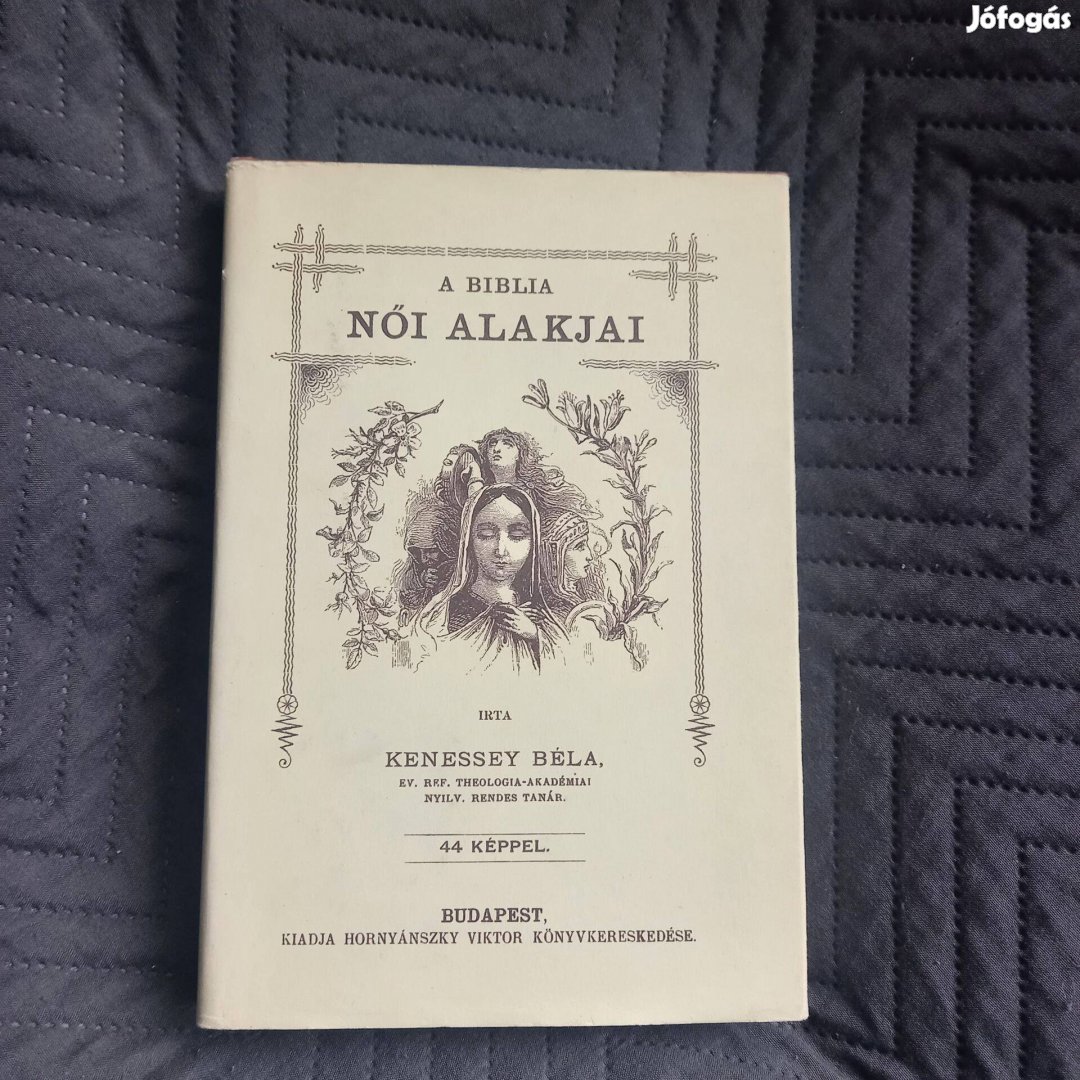 Jófogás
A BIBLIA
NŐI ALAKJAI
IRTA
KENESSEY BÉLA,
EV. REF. THEOLOGIA-AKADÉMIAI
NYILV. RENDES TANÁR.
44 KÉPPEL.
BUDAPEST,
KIADJA HORNYÁNSZKY VIKTOR KÖNYVKERESKEDÉSE.